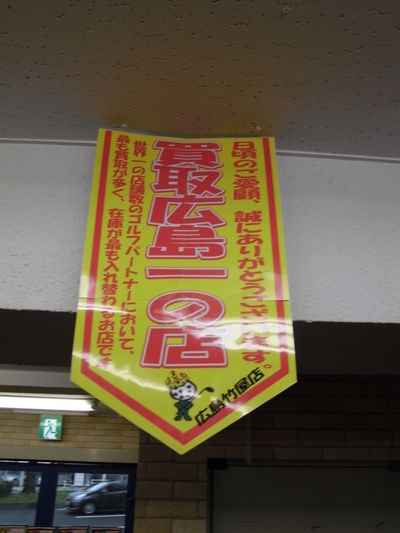 日頃のご愛顧、誠にありがとうございます。
買取広島一の店
世界一の店舗数のゴルフパートナーにおいて、
最も買取が多く、在庫が最も入れ替わるお店です
広島竹屋店